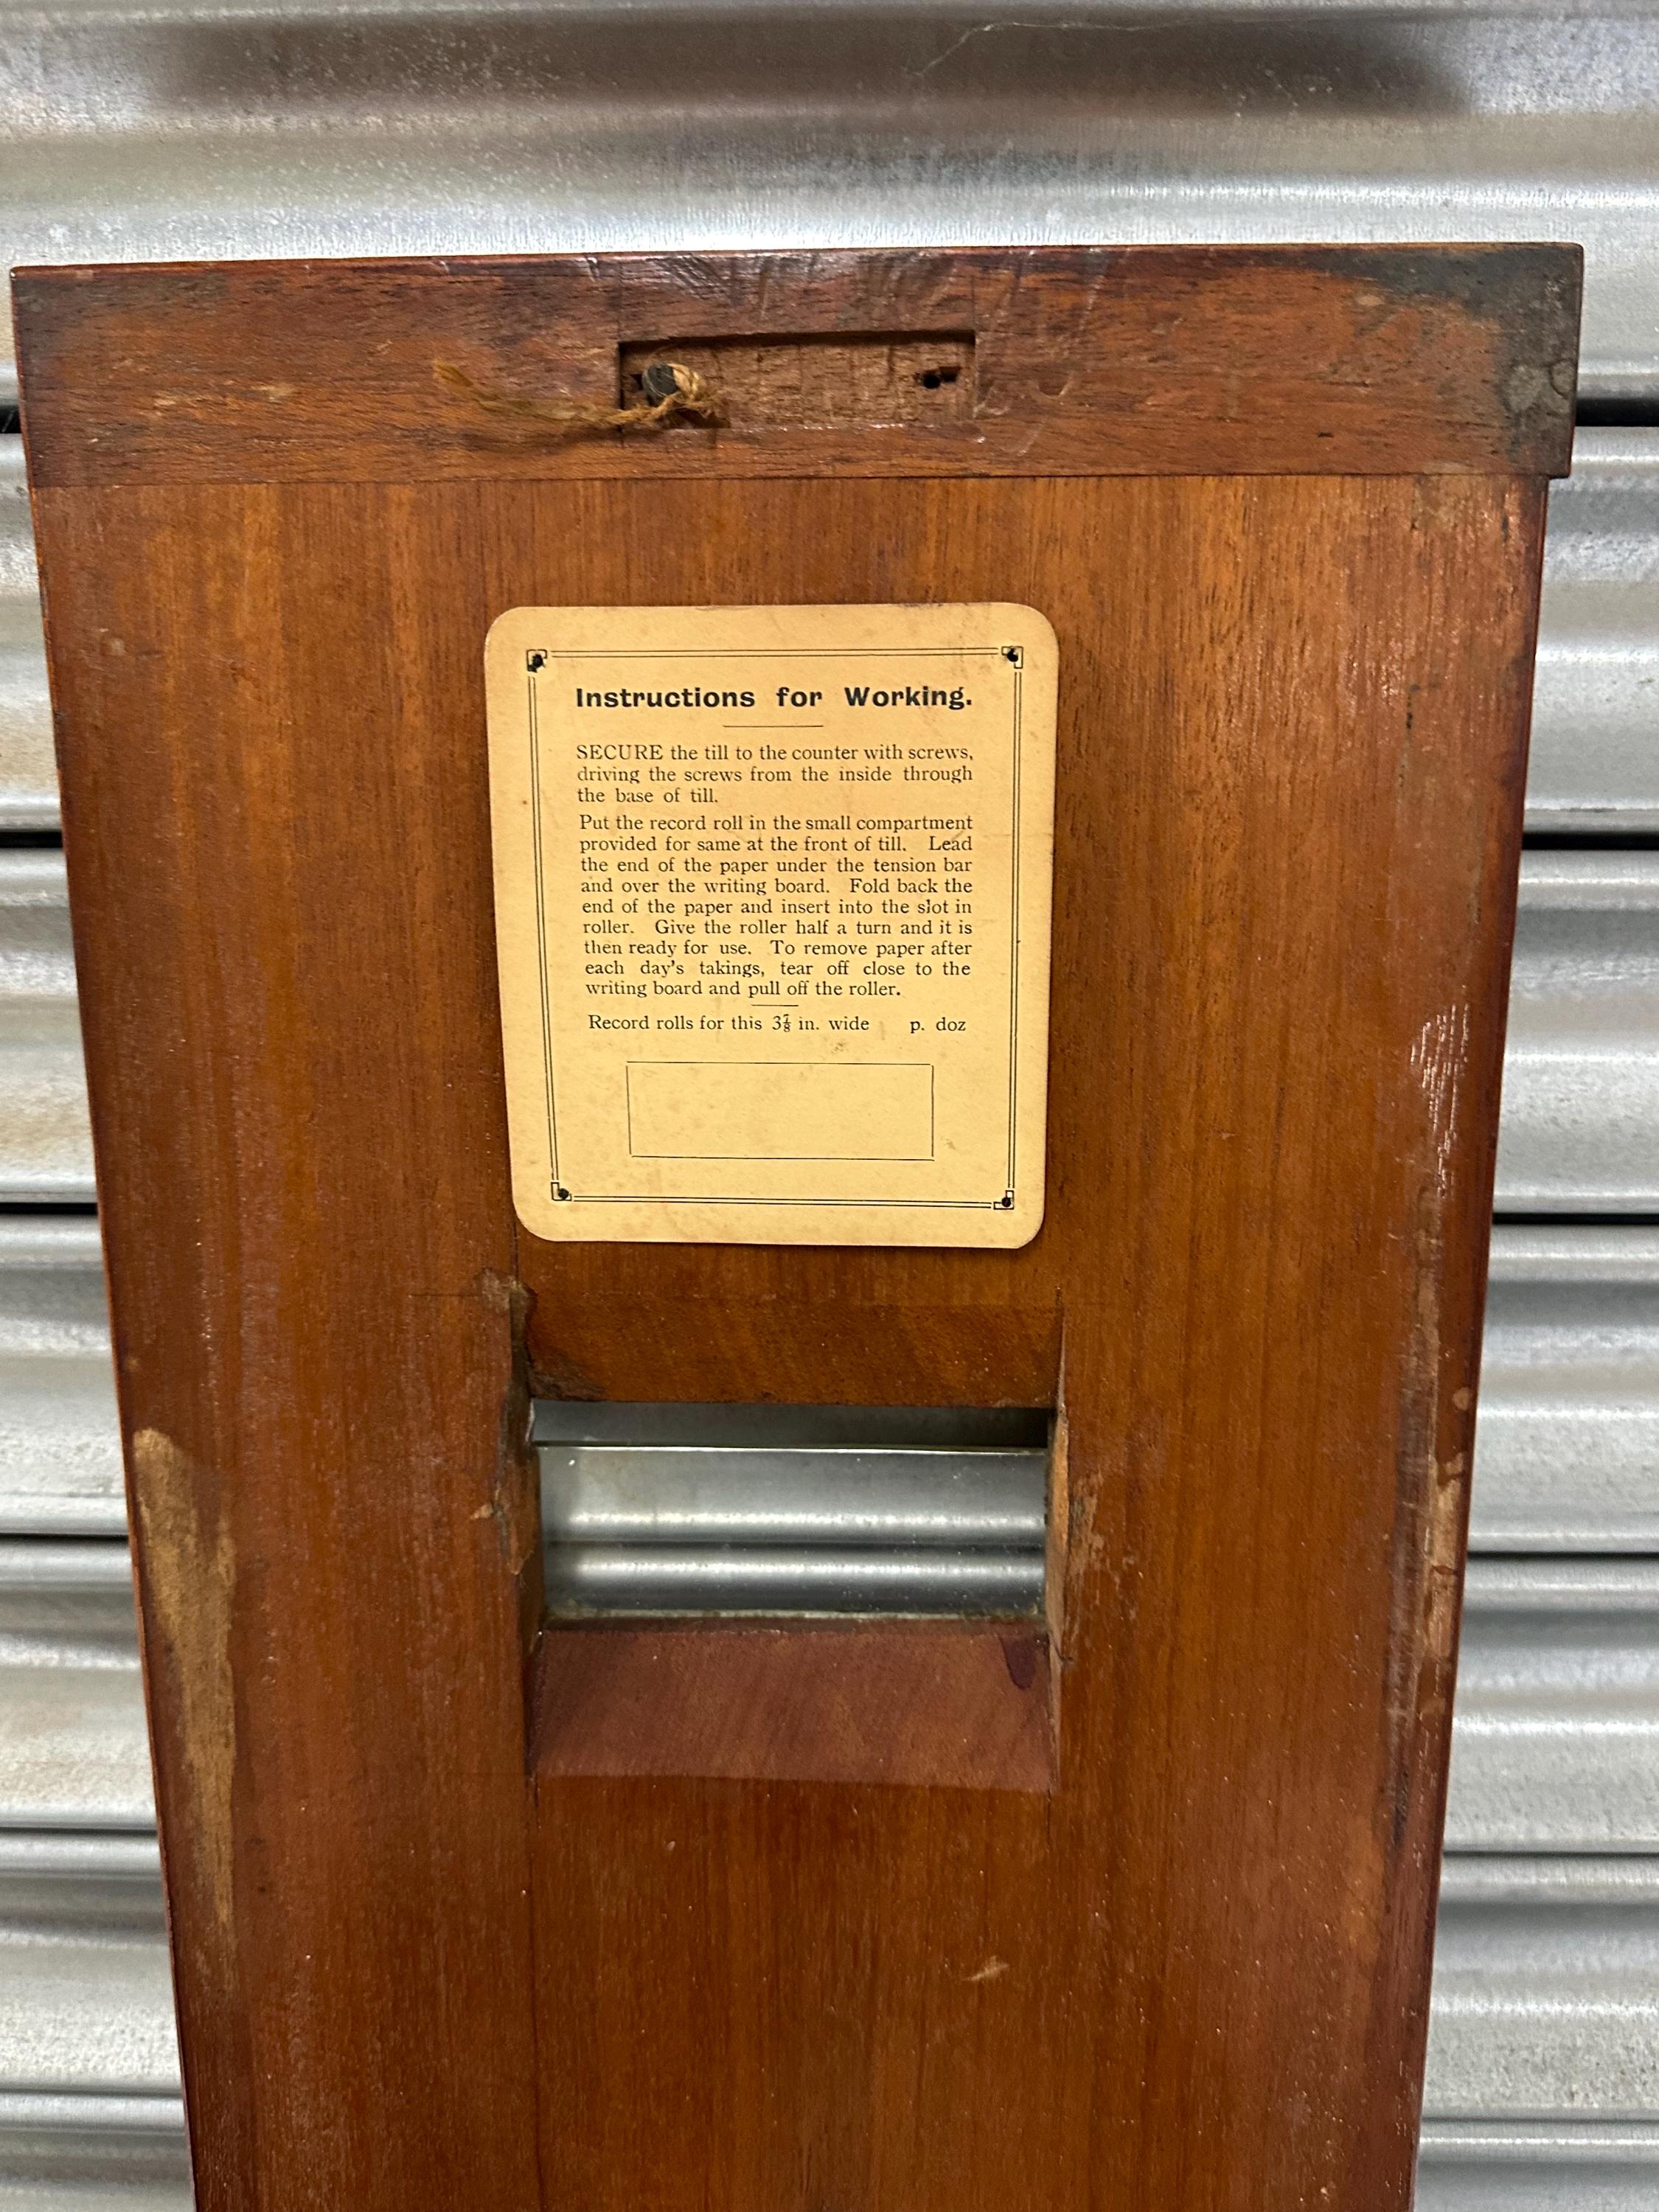 Instructions for Working.
SECURE the till to the counter with screws,
driving the screws from the inside through
the base of till.
Put the record roll in the small compartment
provided for same at the front of till. Lead
the end of the paper under the tension bar
and over the writing board. Fold back the
end of the paper and insert into the slot in
roller. Give the roller half a turn and it is
then ready for use. To remove paper after
each day's takings, tear off close to the
writing board and pull off the roller.
Record rolls for this 3⅞ in. wide p. doz